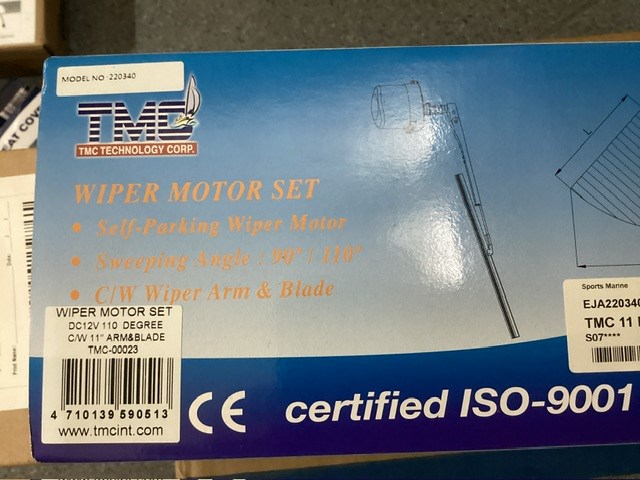 MODEL NO :220340
TMC
TMC TECHNOLOGY CORP.
WIPER MOTOR SET
• Self-Parking Wiper Motor
• Sweeping Angle : 90° / 110°
• C/W Wiper Arm & Blade
WIPER MOTOR SET
DC12V 110 DEGREE
C/W 11" ARM&BLADE
TMC-00023
4 710139 590513
www.tmcint.com
CE
certified ISO-9001
Sports Marine
EJA220340
TMC 11
S07****
L